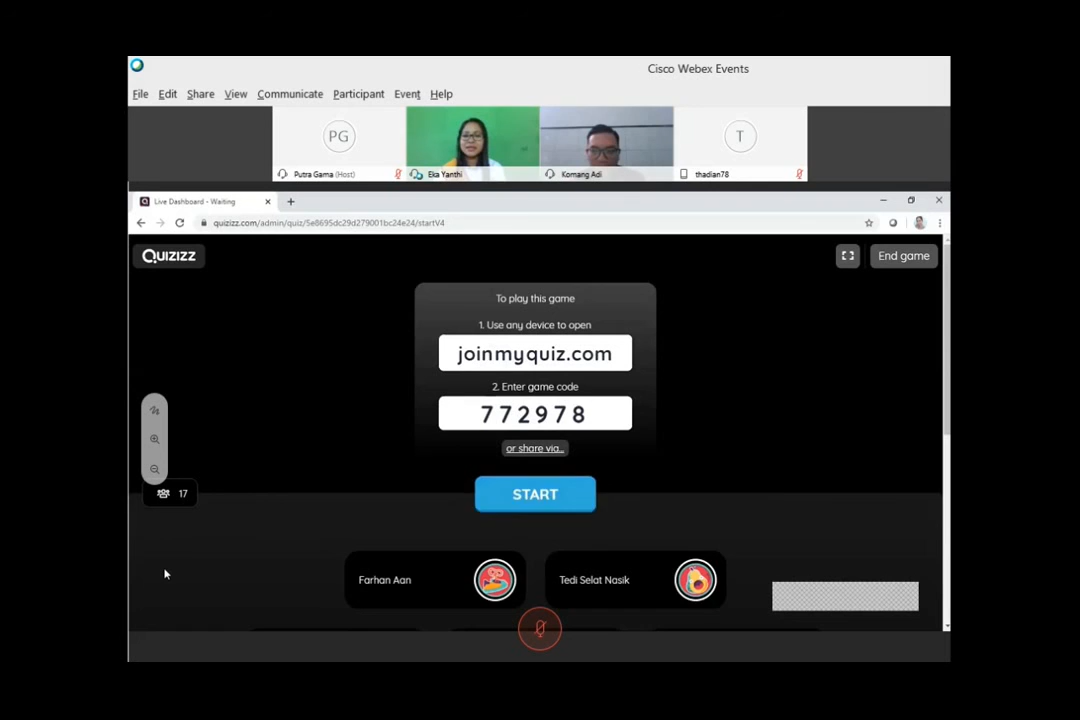 Cisco Webex Events
File Edit Share View Communicate Participant Event Help
PG
T
Putra Gama (Host)
Eka Yanthi
Komang Adi
thadian78
Live Dashboard - Waiting
quizizz.com/admin/quiz/5e8695dc29d279001bc24e24/startV4
Quizizz
End game
To play this game
1. Use any device to open
joinmyquiz.com
2. Enter game code
772978
or share via..
START
17
Farhan Aan
Tedi Selat Nasik